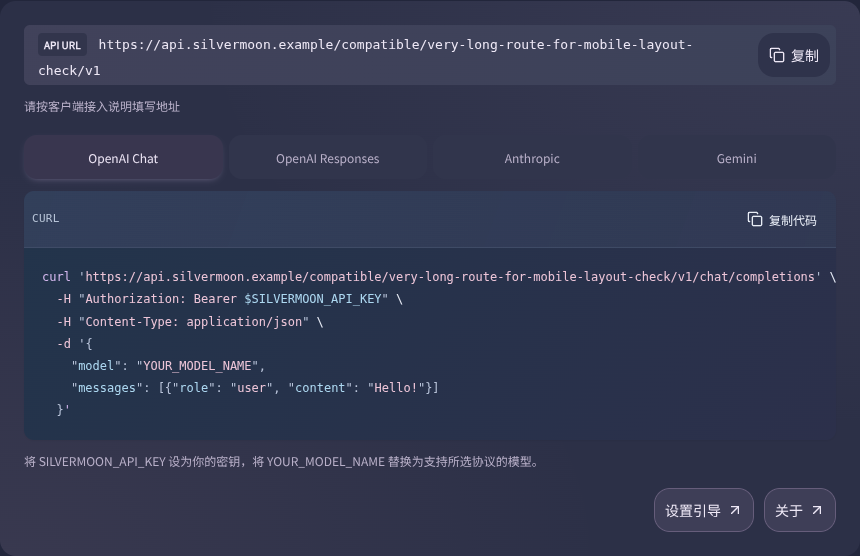 API URL https://api.silvermoon.example/compatible/very-long-route-for-mobile-layout-
check/v1
复制
请按客户端接入说明填写地址
OpenAI Chat
OpenAI Responses
Anthropic
Gemini
CURL
复制代码
curl 'https://api.silvermoon.example/compatible/very-long-route-for-mobile-layout-check/v1/chat/completions' \
  -H "Authorization: Bearer $SILVERMOON_API_KEY" \
  -H "Content-Type: application/json" \
  -d '{
    "model": "YOUR_MODEL_NAME",
    "messages": [{"role": "user", "content": "Hello!"}]
  }'
将 SILVERMOON_API_KEY 设为你的密钥，将 YOUR_MODEL_NAME 替换为支持所选协议的模型。
设置引导
关于